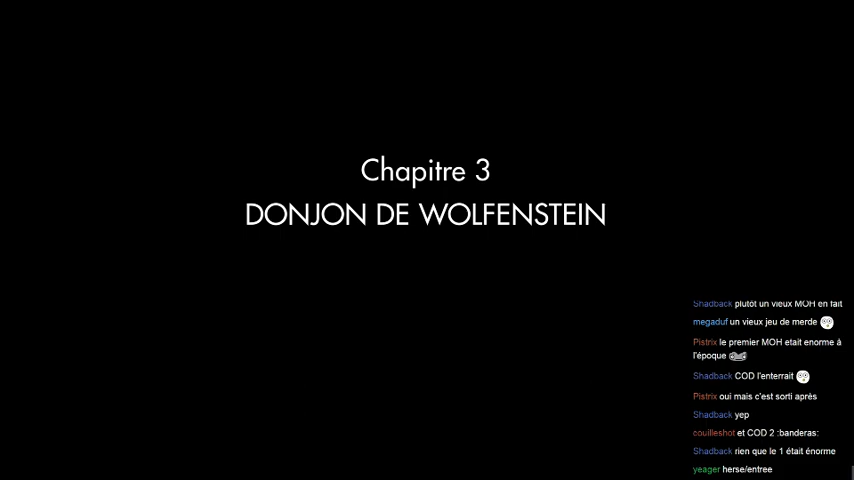 Chapitre 3
DONJON DE WOLFENSTEIN
Shadback plutôt un vieux MOH en fait
megaduf un vieux jeu de merde
Pistrix le premier MOH etait enorme à
l'époque
Shadback COD l'enterrait
Pistrix oui mais c'est sorti après
Shadback yep
couilleshot et COD 2 :banderas:
Shadback rien que le 1 était énorme
yeager herse/entree